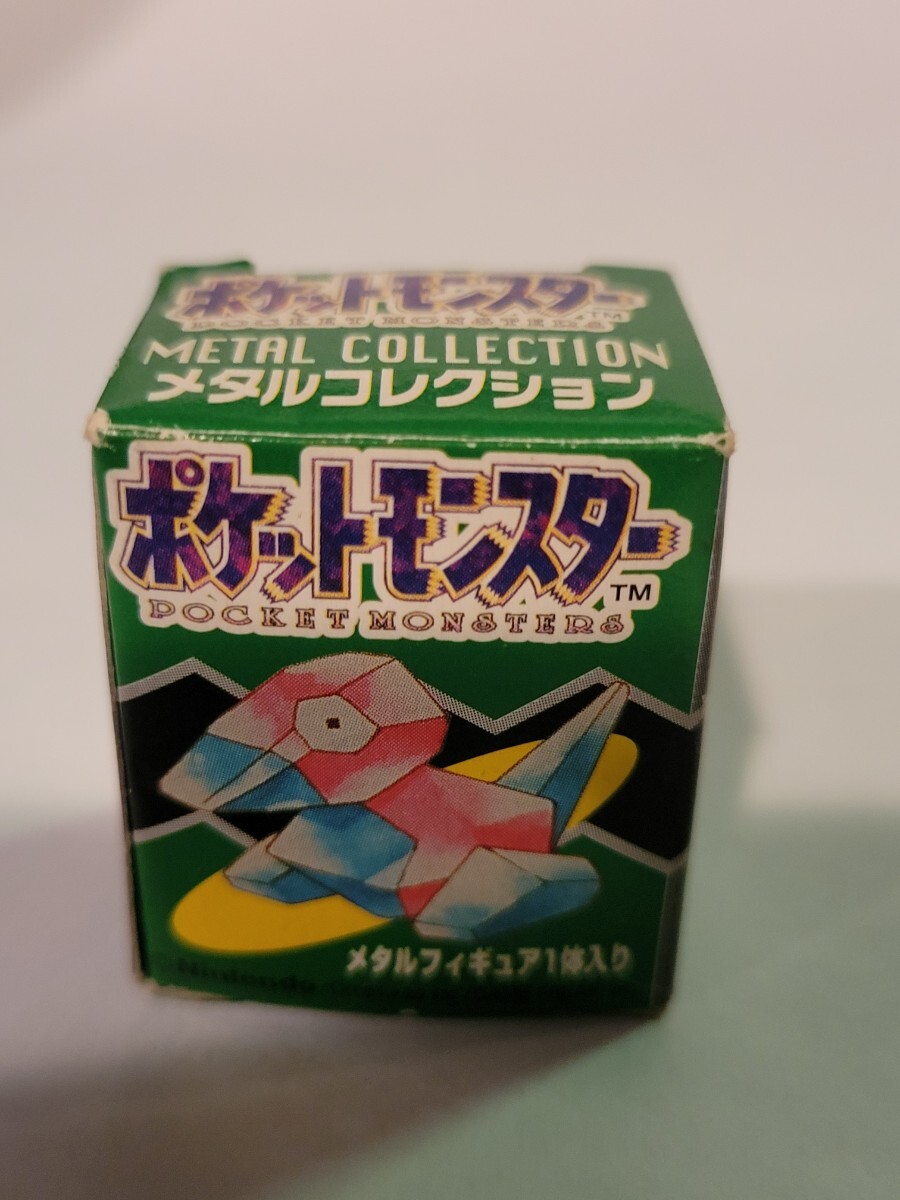 ポケットモンスター
TM
POCKET MONSTERS
METAL COLLECTION
メタルコレクション
ポケットモンスター
TM
POCKET MONSTERS
メタルフィギュア1体入り
Nintendo